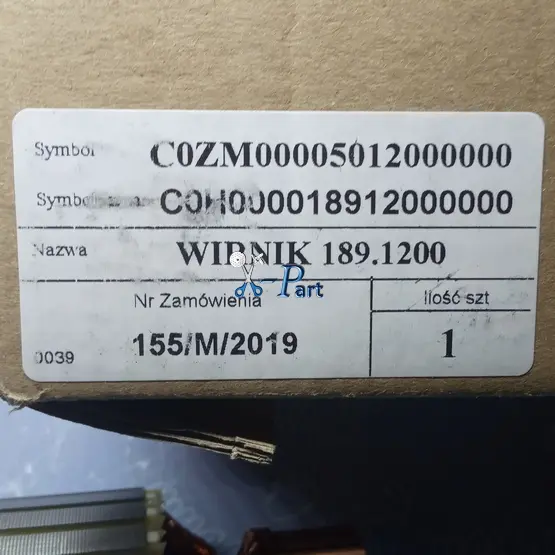 Symbol C0ZM00005012000000
C0H000018912000000
Nazwa WIRNIK 189.1200
X-Part
Nr Zamówienia Ilość szt
0039 155/M/2019 1